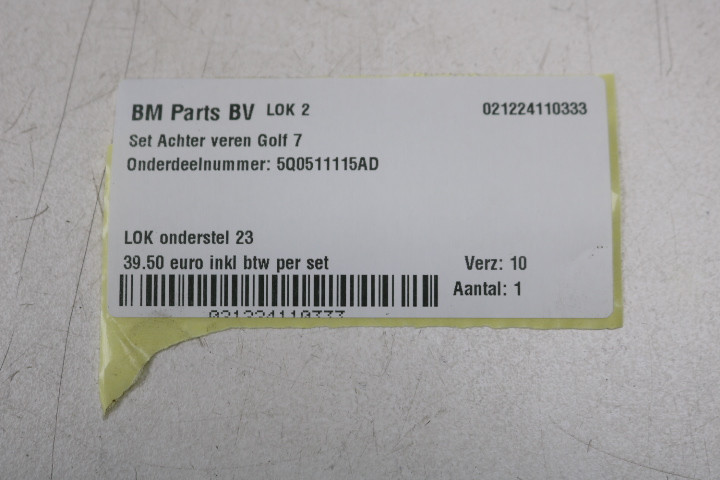 BM Parts BV LOK 2 021224110333
Set Achter veren Golf 7
Onderdeelnummer: 5Q0511115AD
LOK onderstel 23
39.50 euro inkl btw per set Verz: 10
Aantal: 1
021224110333